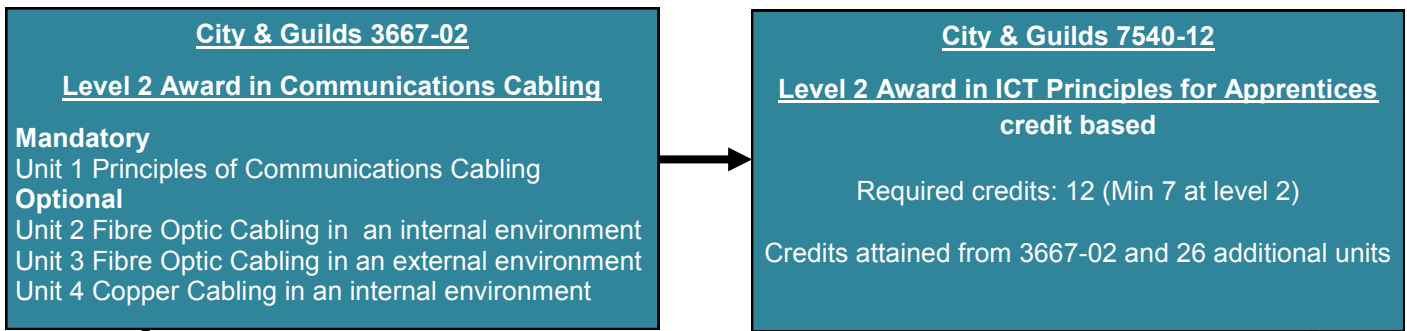 City & Guilds 3667-02
Level 2 Award in Communications Cabling
Mandatory
Unit 1 Principles of Communications Cabling
Optional
Unit 2 Fibre Optic Cabling in an internal environment
Unit 3 Fibre Optic Cabling in an external environment
Unit 4 Copper Cabling in an internal environment
City & Guilds 7540-12
Level 2 Award in ICT Principles for Apprentices
credit based
Required credits: 12 (Min 7 at level 2)
Credits attained from 3667-02 and 26 additional units